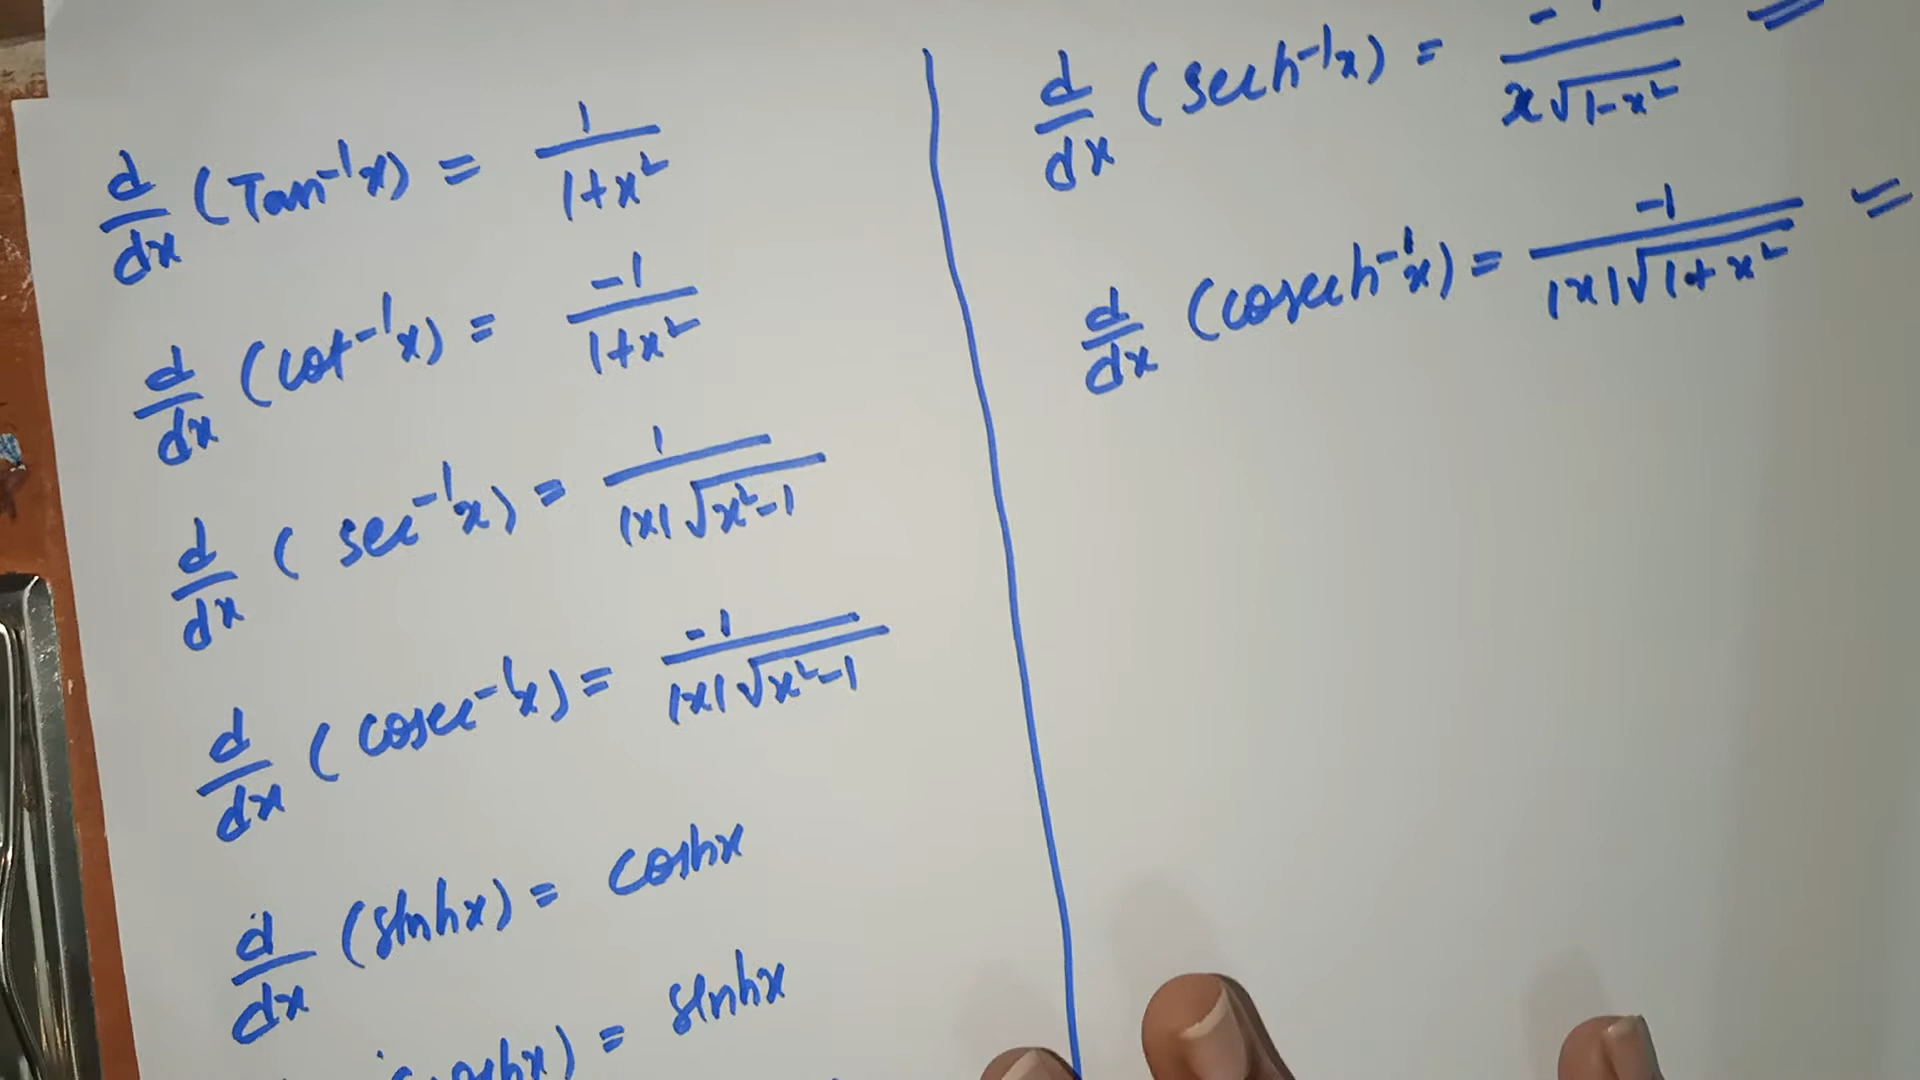 d/dx (Tan⁻¹x) = 1/(1+x²)
d/dx (cot⁻¹x) = -1/(1+x²)
d/dx (sec⁻¹x) = 1/(|x|√(x²-1))
d/dx (cosec⁻¹x) = -1/(|x|√(x²-1))
d/dx (sinhx) = coshx
(coshx) = sinhx
d/dx (sech⁻¹x) = -1/(x√(1-x²))
d/dx (cosech⁻¹x) = -1/(|x|√(1+x²))